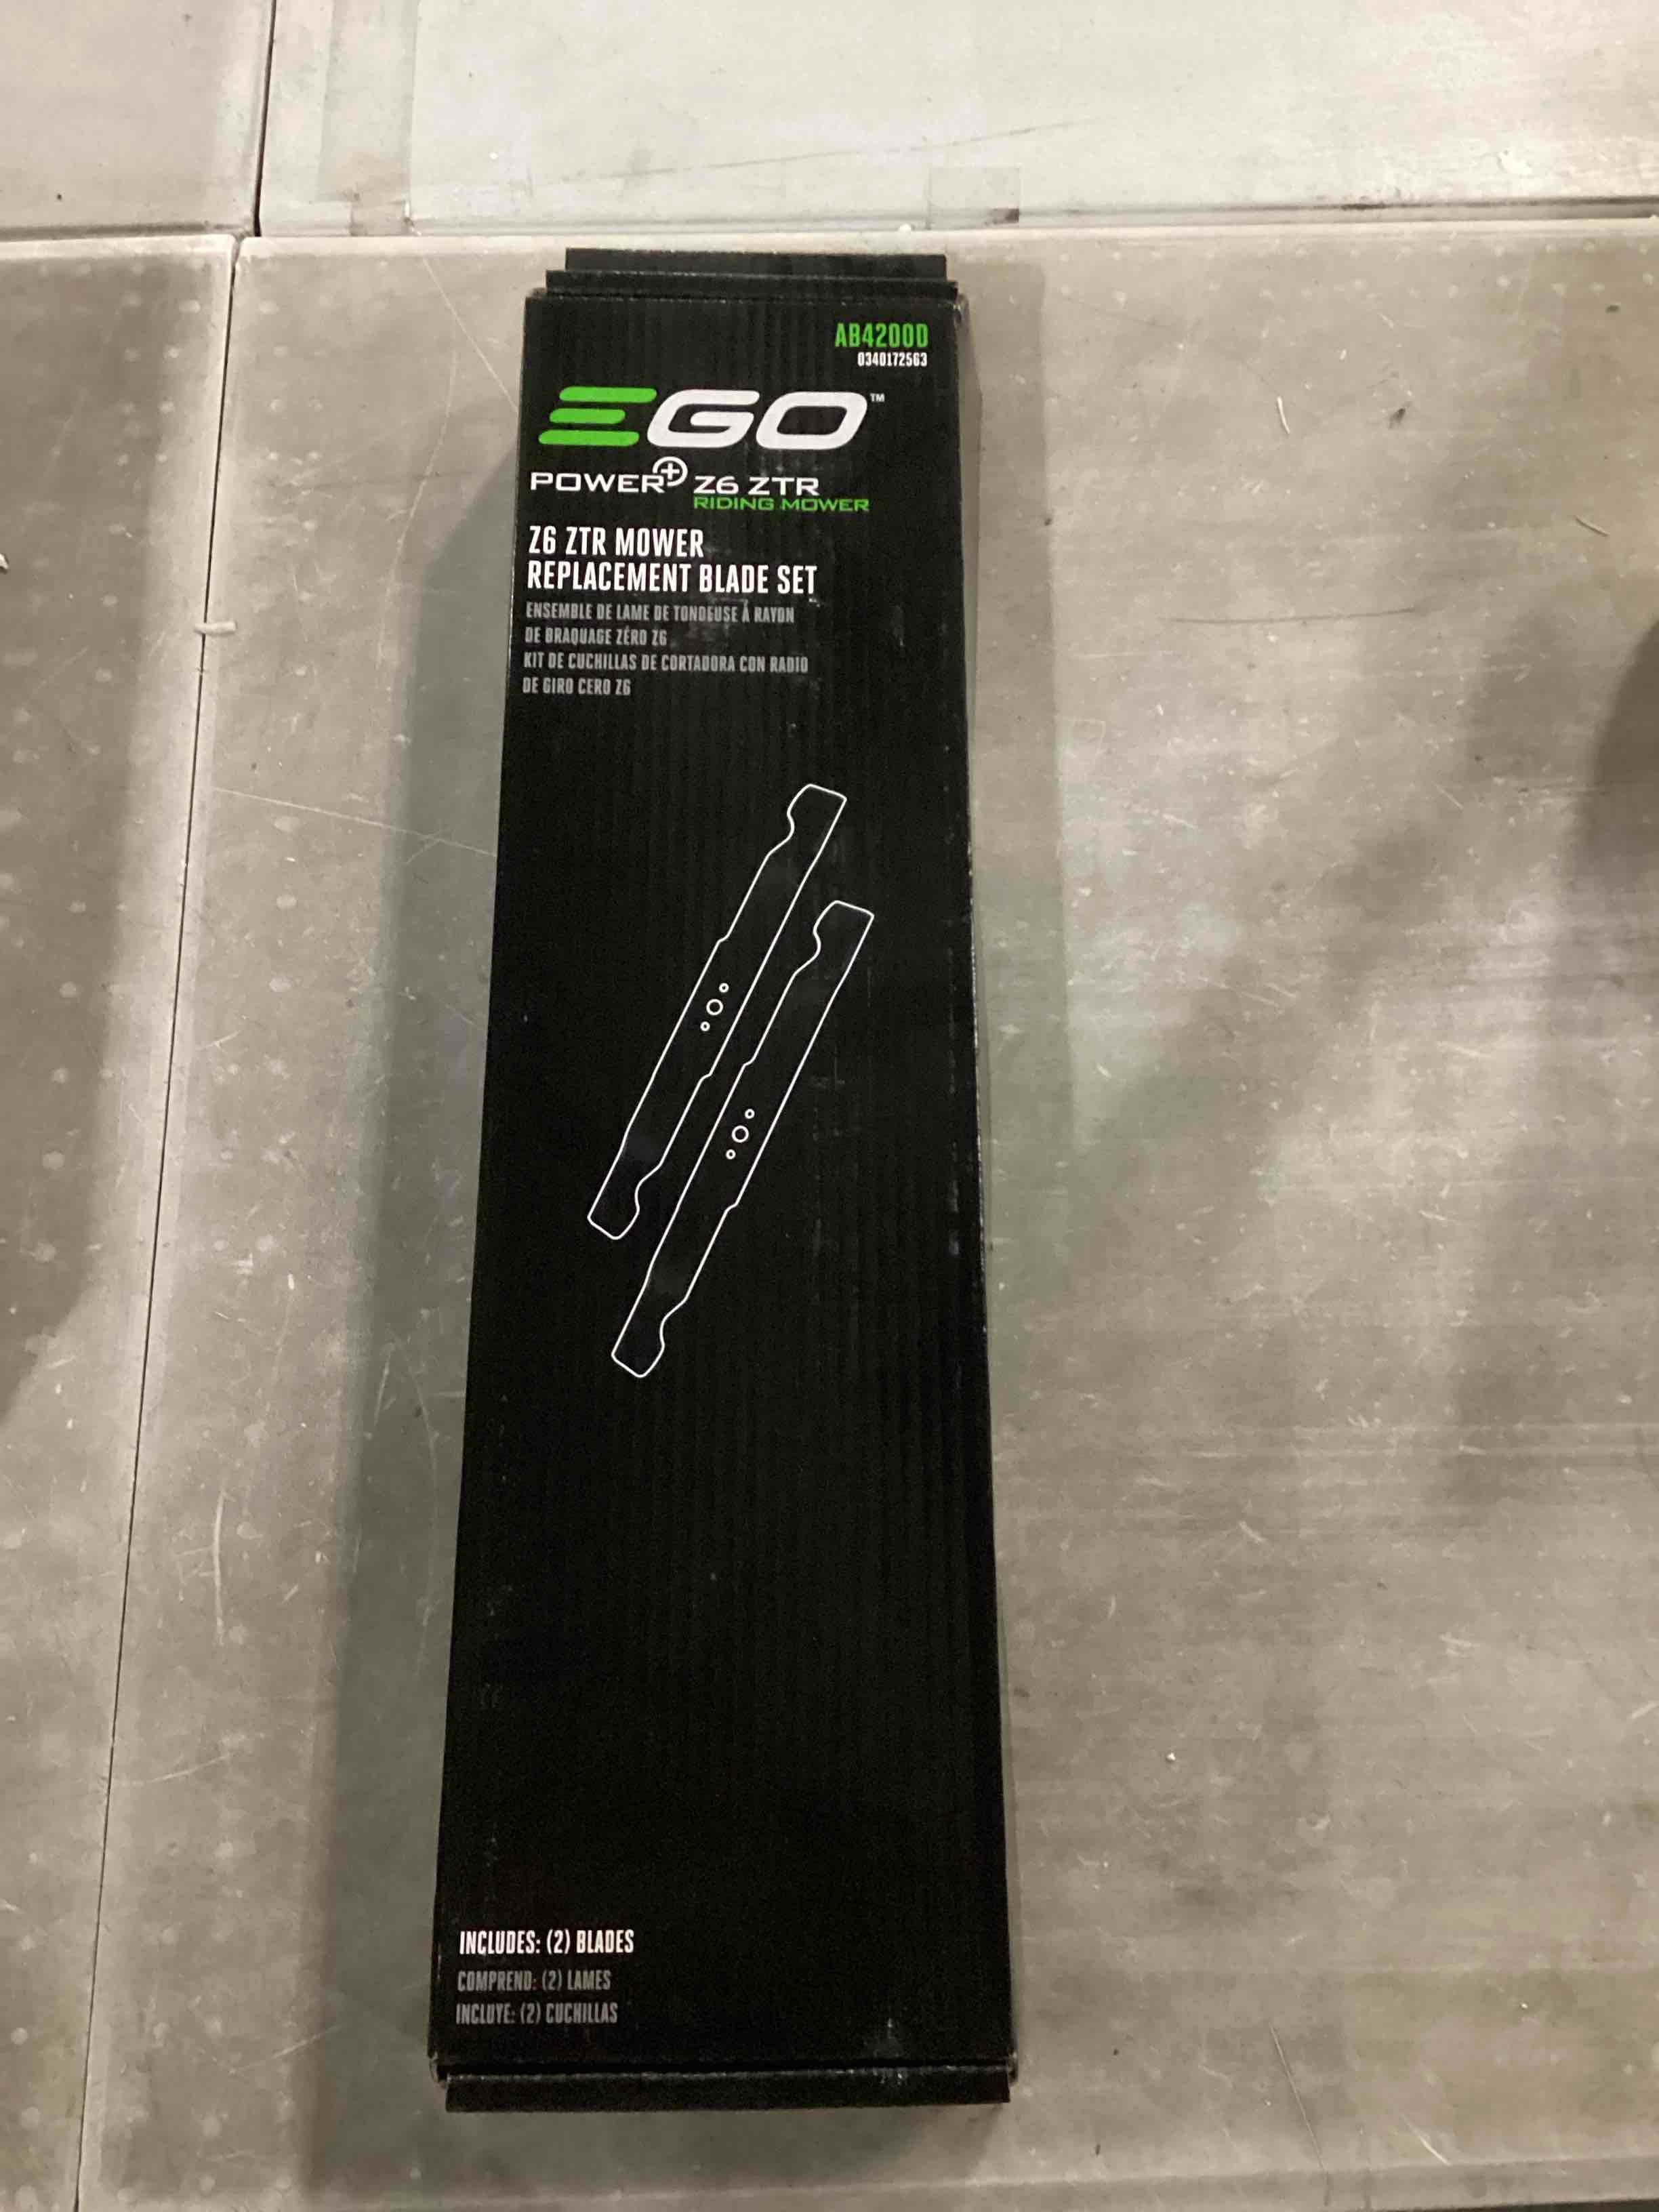 AB4200D
0340172563
EGO™
POWER+ Z6 ZTR
RIDING MOWER
Z6 ZTR MOWER
REPLACEMENT BLADE SET
ENSEMBLE DE LAME DE TONDEUSE À RAYON
DE BRAQUAGE ZÉRO Z6
KIT DE CUCHILLAS DE CORTADORA CON RADIO
DE GIRO CERO Z6
INCLUDES: (2) BLADES
COMPREND: (2) LAMES
INCLUYE: (2) CUCHILLAS